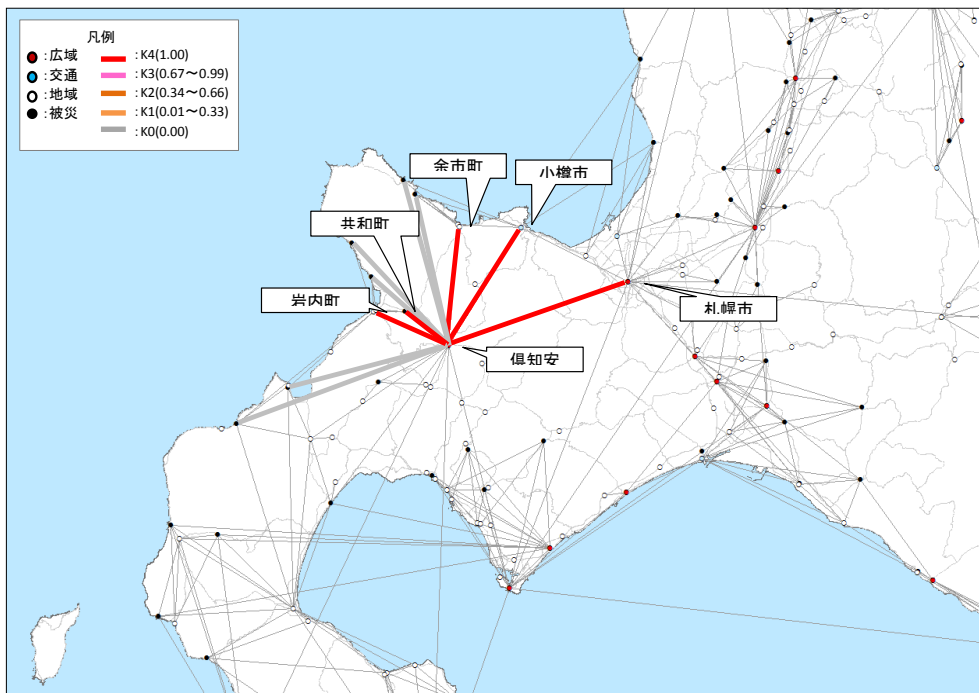 凡例
:広域
:交通
:地域
:被災
:K4(1.00)
:K3(0.67～0.99)
:K2(0.34～0.66)
:K1(0.01～0.33)
:K0(0.00)
余市町
小樽市
共和町
岩内町
札幌市
倶知安